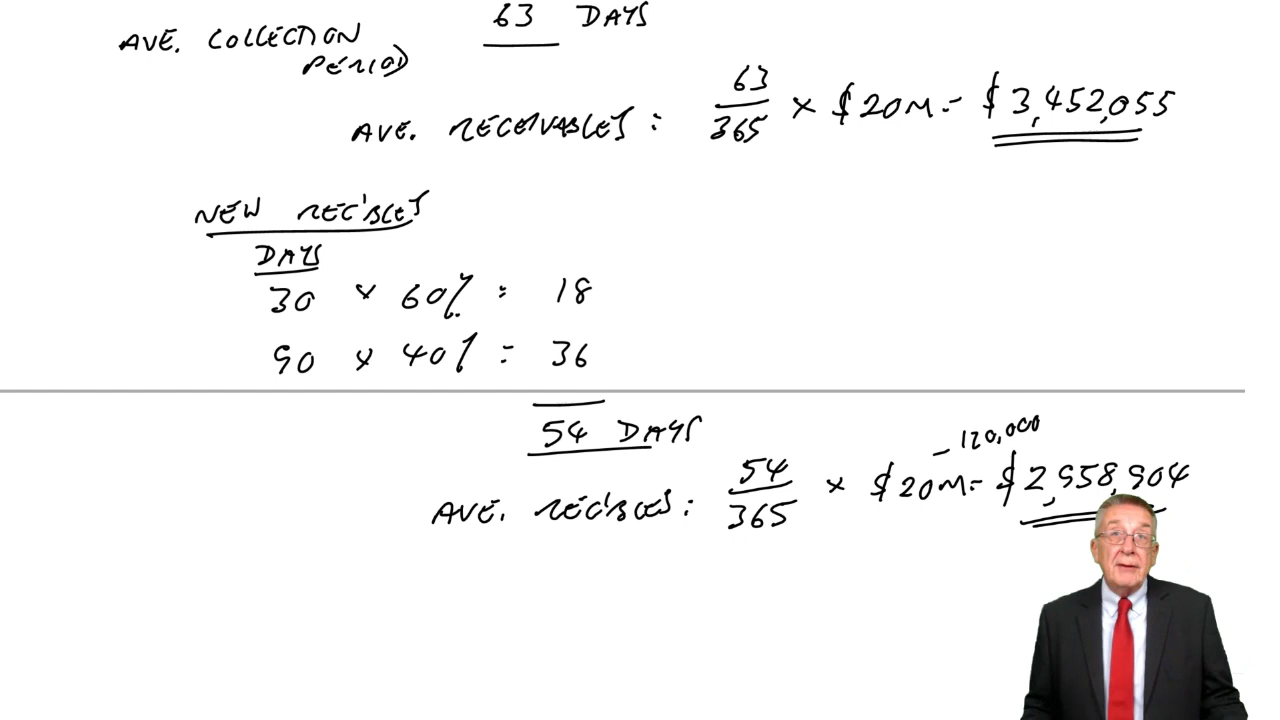 63 DAYS
AVE. COLLECTION
PERIOD
AVE. RECEIVABLES : 63/365 × $20M = $3,452,055
NEW REC'BLES
DAYS
30 × 60% = 18
90 × 40% = 36
54 DAYS
- 120,000
AVE. REC'BLES : 54/365 × $20M = $2,958,904